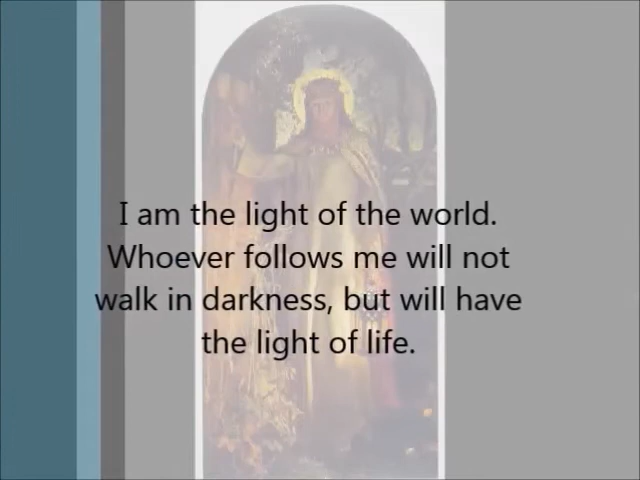 I am the light of the world.
Whoever follows me will not
walk in darkness, but will have
the light of life.